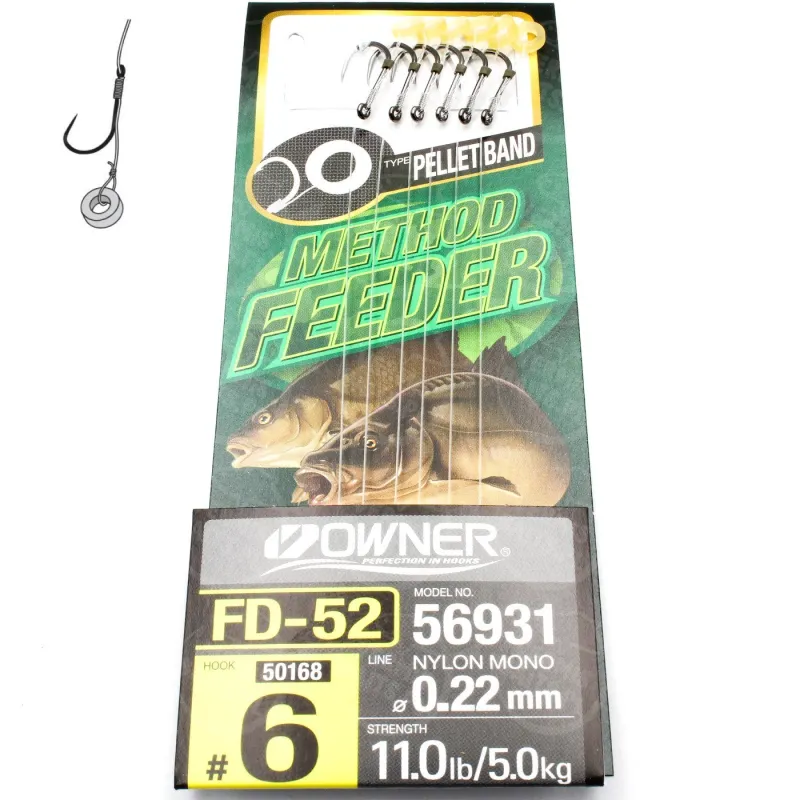 TYPE PELLET BAND
METHOD
FEEDER
OWNER®
PERFECTION IN HOOKS
FD-52
MODEL NO.
56931
HOOK
50168
# 6
LINE
NYLON MONO
⌀ 0.22 mm
STRENGTH
11.0lb/5.0kg